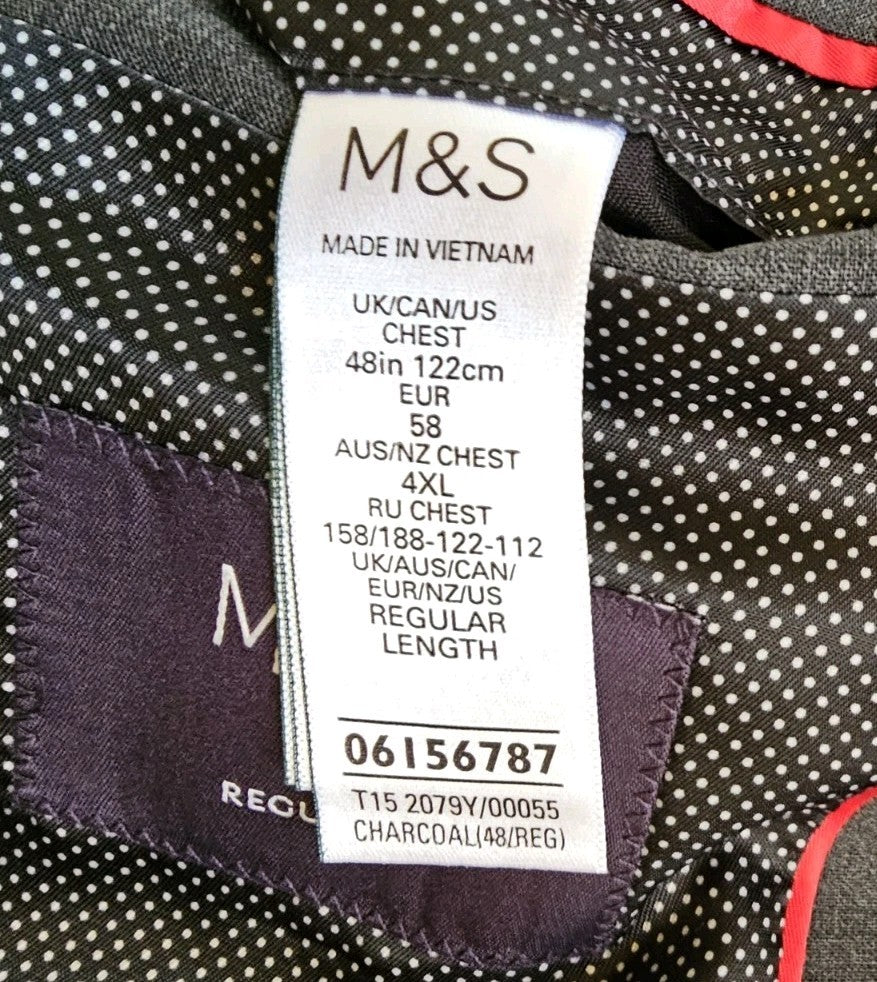 M&S
MADE IN VIETNAM
UK/CAN/US
CHEST
48in 122cm
EUR
58
AUS/NZ CHEST
4XL
RU CHEST
158/188-122-112
UK/AUS/CAN/
EUR/NZ/US
REGULAR
LENGTH
06156787
T15 2079Y/00055
CHARCOAL(48/REG)
M
REGU